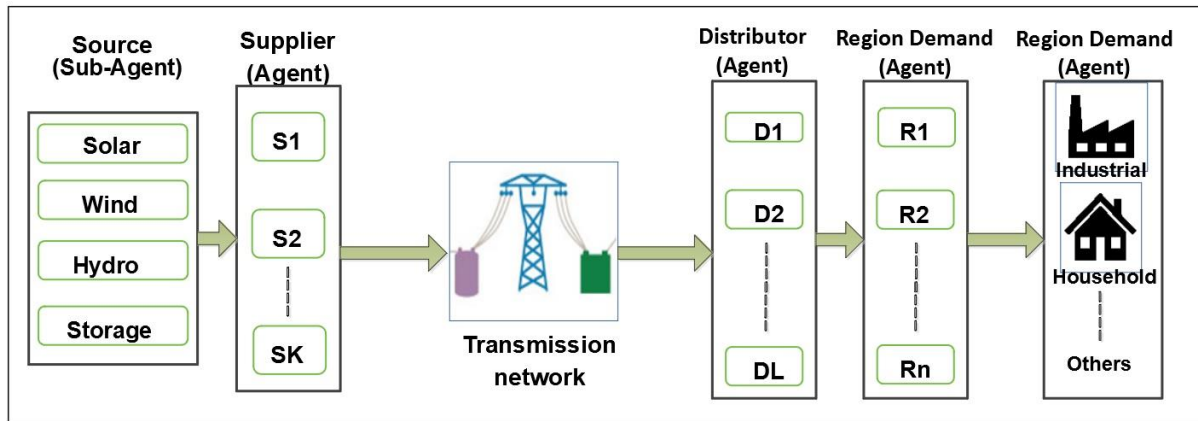 Source
(Sub-Agent)
Solar
Wind
Hydro
Storage
Supplier
(Agent)
S1
S2
SK
Transmission
network
Distributor
(Agent)
D1
D2
DL
Region Demand
(Agent)
R1
R2
Rn
Region Demand
(Agent)
Industrial
Household
Others